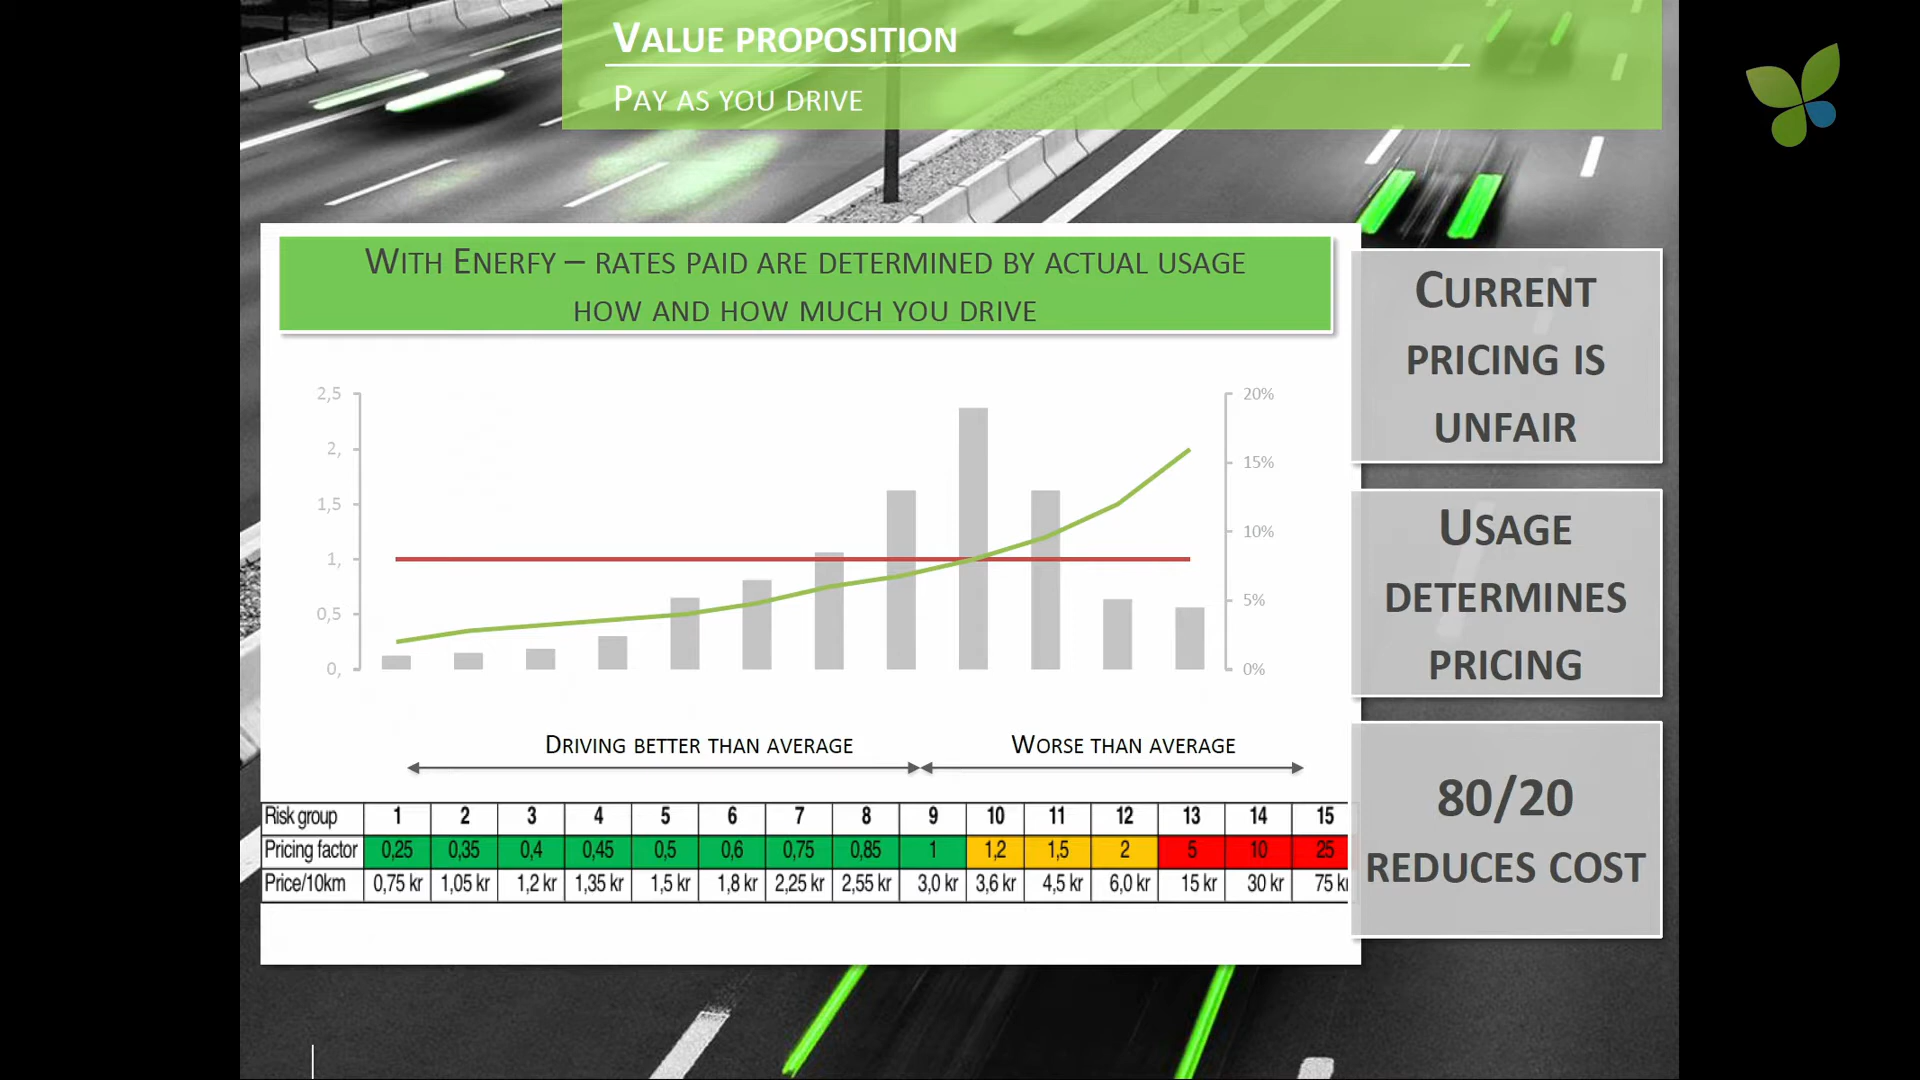 VALUE PROPOSITION
PAY AS YOU DRIVE
WITH ENERFY – RATES PAID ARE DETERMINED BY ACTUAL USAGE
HOW AND HOW MUCH YOU DRIVE
2,5
2,
1,5
1,
0,5
0,
20%
15%
10%
5%
0%
DRIVING BETTER THAN AVERAGE WORSE THAN AVERAGE
Risk group 1 2 3 4 5 6 7 8 9 10 11 12 13 14 15
Pricing factor 0,25 0,35 0,4 0,45 0,5 0,6 0,75 0,85 1 1,2 1,5 2 5 10 25
Price/10km 0,75 kr 1,05 kr 1,2 kr 1,35 kr 1,5 kr 1,8 kr 2,25 kr 2,55 kr 3,0 kr 3,6 kr 4,5 kr 6,0 kr 15 kr 30 kr 75 kr
CURRENT
PRICING IS
UNFAIR
USAGE
DETERMINES
PRICING
80/20
REDUCES COST